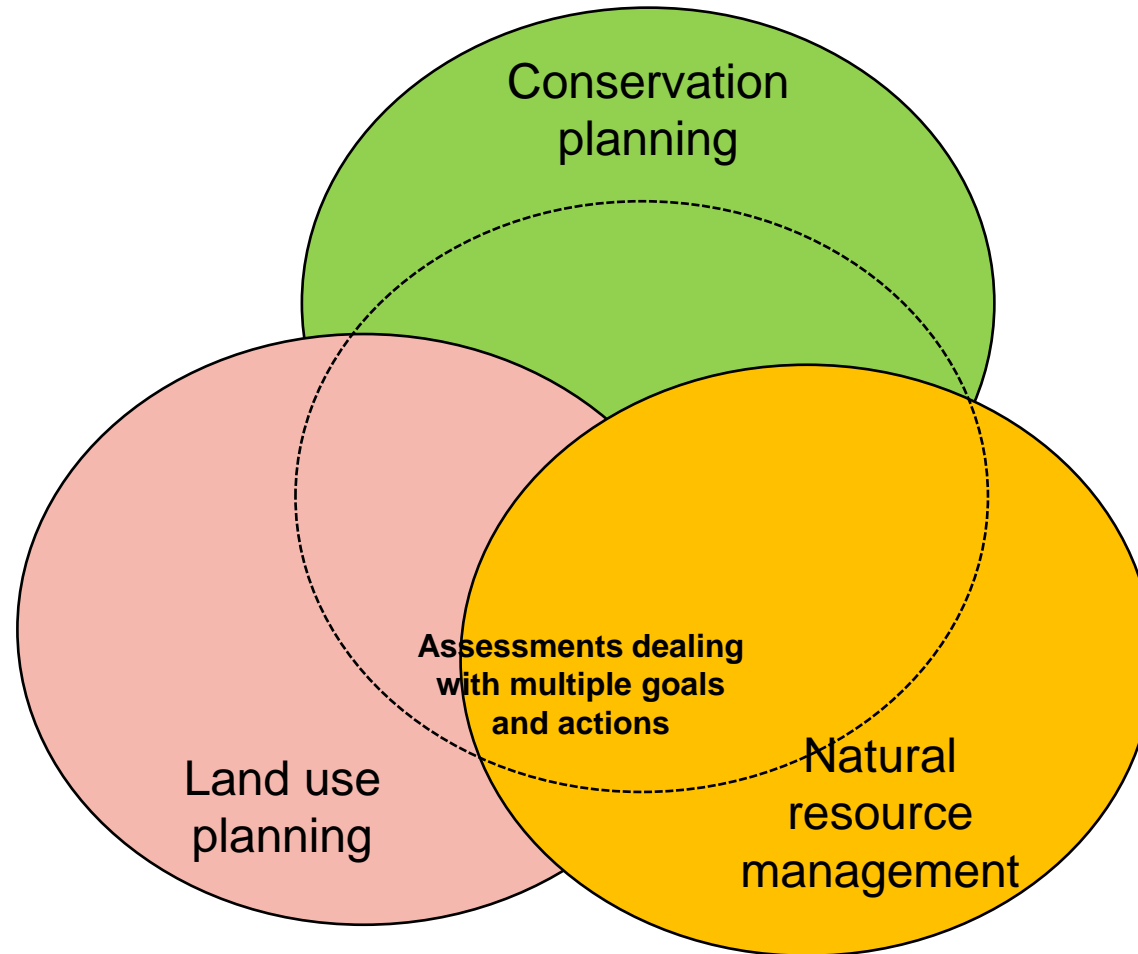 Conservation
planning
Assessments dealing
with multiple goals
and actions
Land use
planning
Natural
resource
management